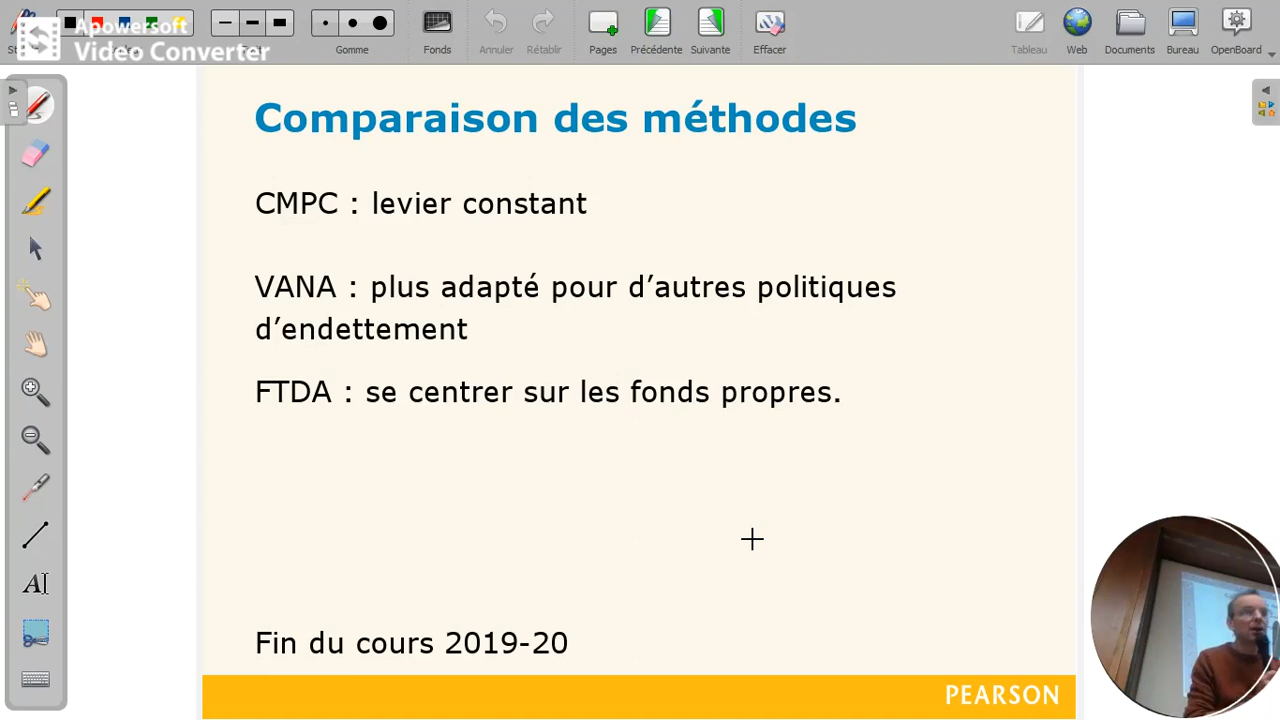 Apowersoft
Video Converter
Gomme
Fonds
Annuler
Rétablir
Pages
Précédente
Suivante
Effacer
Tableau
Web
Documents
Bureau
OpenBoard
Comparaison des méthodes
CMPC : levier constant
VANA : plus adapté pour d’autres politiques
d’endettement
FTDA : se centrer sur les fonds propres.
Fin du cours 2019-20
PEARSON